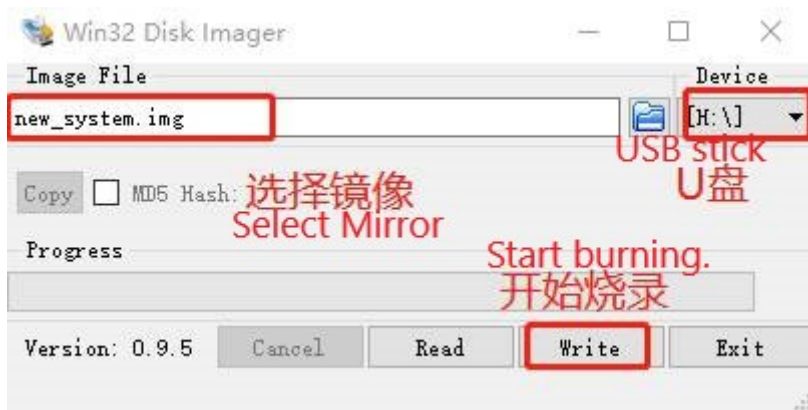 Win32 Disk Imager
Image File
Device
new_system.img
[H:\]
USB stick
U盘
Copy
MD5 Hash:
选择镜像
Select Mirror
Progress
Start burning.
开始烧录
Version: 0.9.5
Cancel
Read
Write
Exit